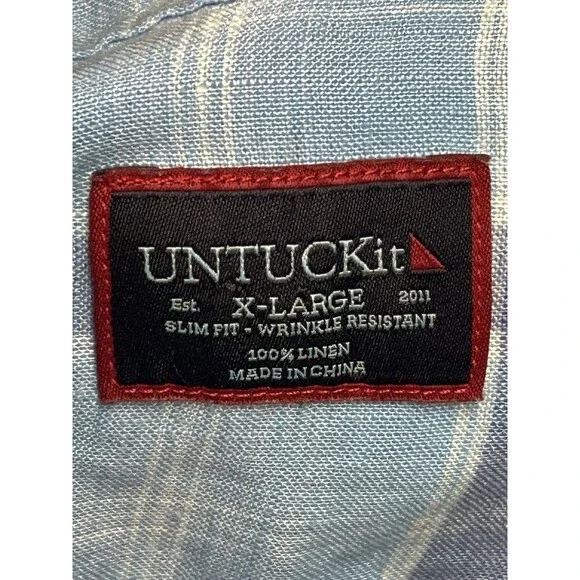 UNTUCKit
Est. X-LARGE 2011
SLIM FIT - WRINKLE RESISTANT
100% LINEN
MADE IN CHINA